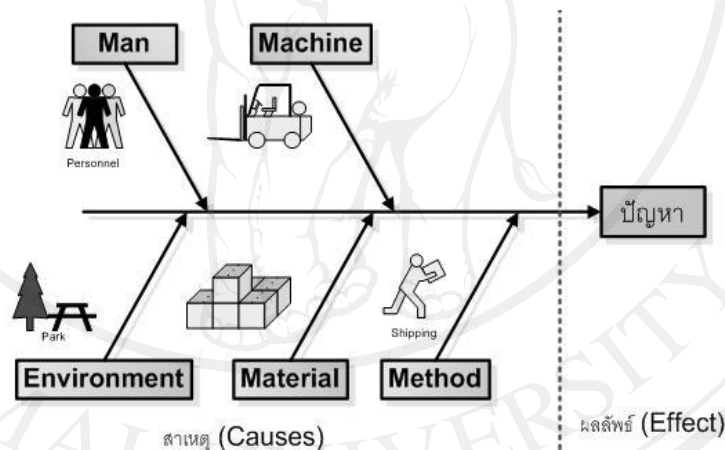 Man
Machine
Personnel
ปัญหา
Park
Shipping
Environment
Material
Method
สาเหตุ (Causes)
ผลลัพธ์ (Effect)